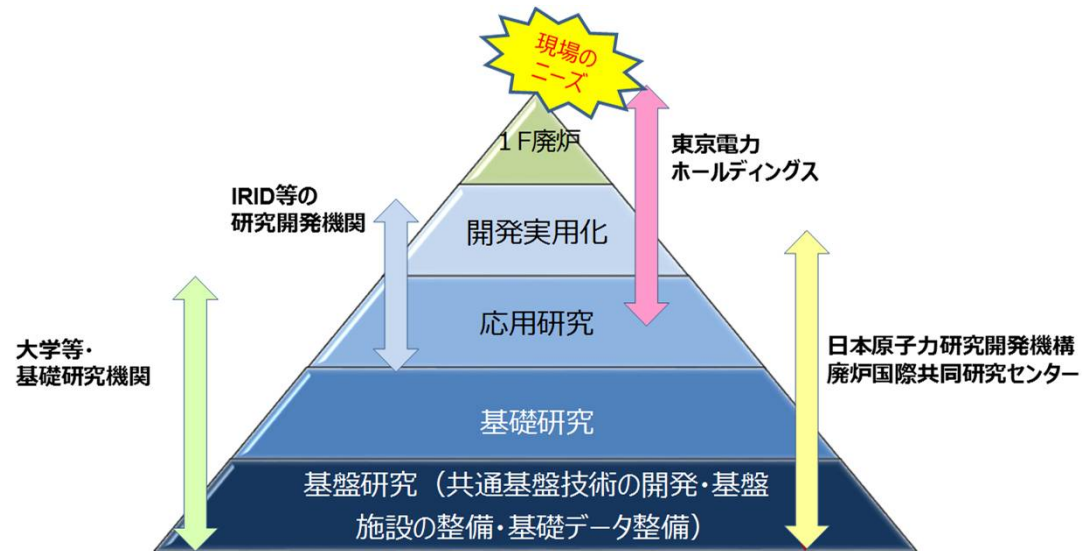 現場の
ニーズ
1F廃炉
東京電力
ホールディングス
IRID等の
研究開発機関
開発実用化
応用研究
大学等・
基礎研究機関
日本原子力研究開発機構
廃炉国際共同研究センター
基礎研究
基盤研究（共通基盤技術の開発・基盤
施設の整備・基礎データ整備）